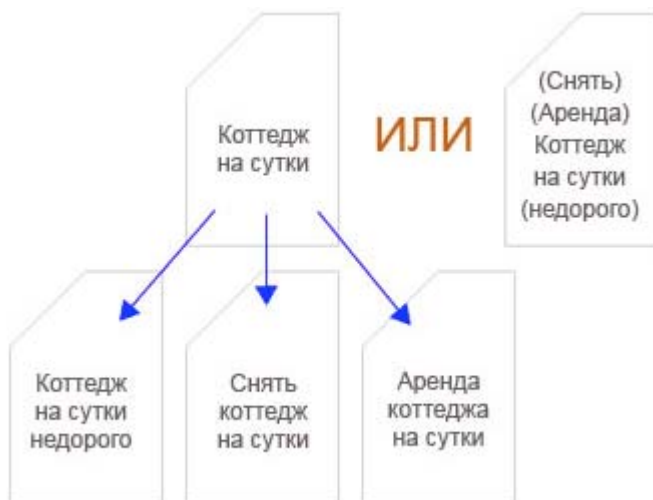 Коттедж
на сутки
ИЛИ
(Снять)
(Аренда)
Коттедж
на сутки
(недорого)
Коттедж
на сутки
недорого
Снять
коттедж
на сутки
Аренда
коттеджа
на сутки